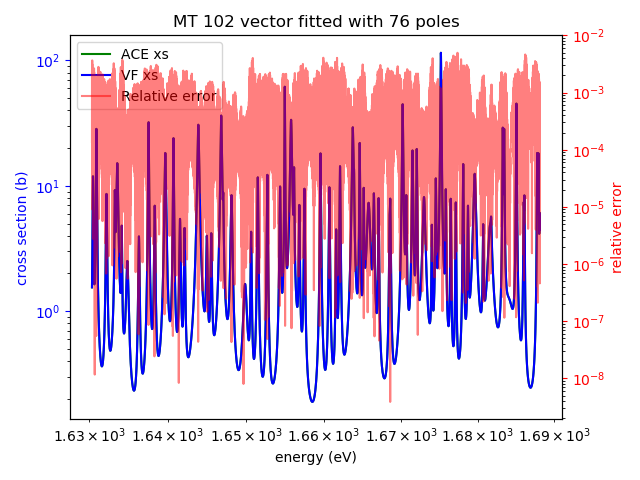 MT 102 vector fitted with 76 poles
ACE xs
VF xs
Relative error
cross section (b)
10²
10¹
10⁰
10⁻²
10⁻³
10⁻⁴
10⁻⁵
10⁻⁶
10⁻⁷
10⁻⁸
relative error
1.63×10³ 1.64×10³ 1.65×10³ 1.66×10³ 1.67×10³ 1.68×10³ 1.69×10³
energy (eV)